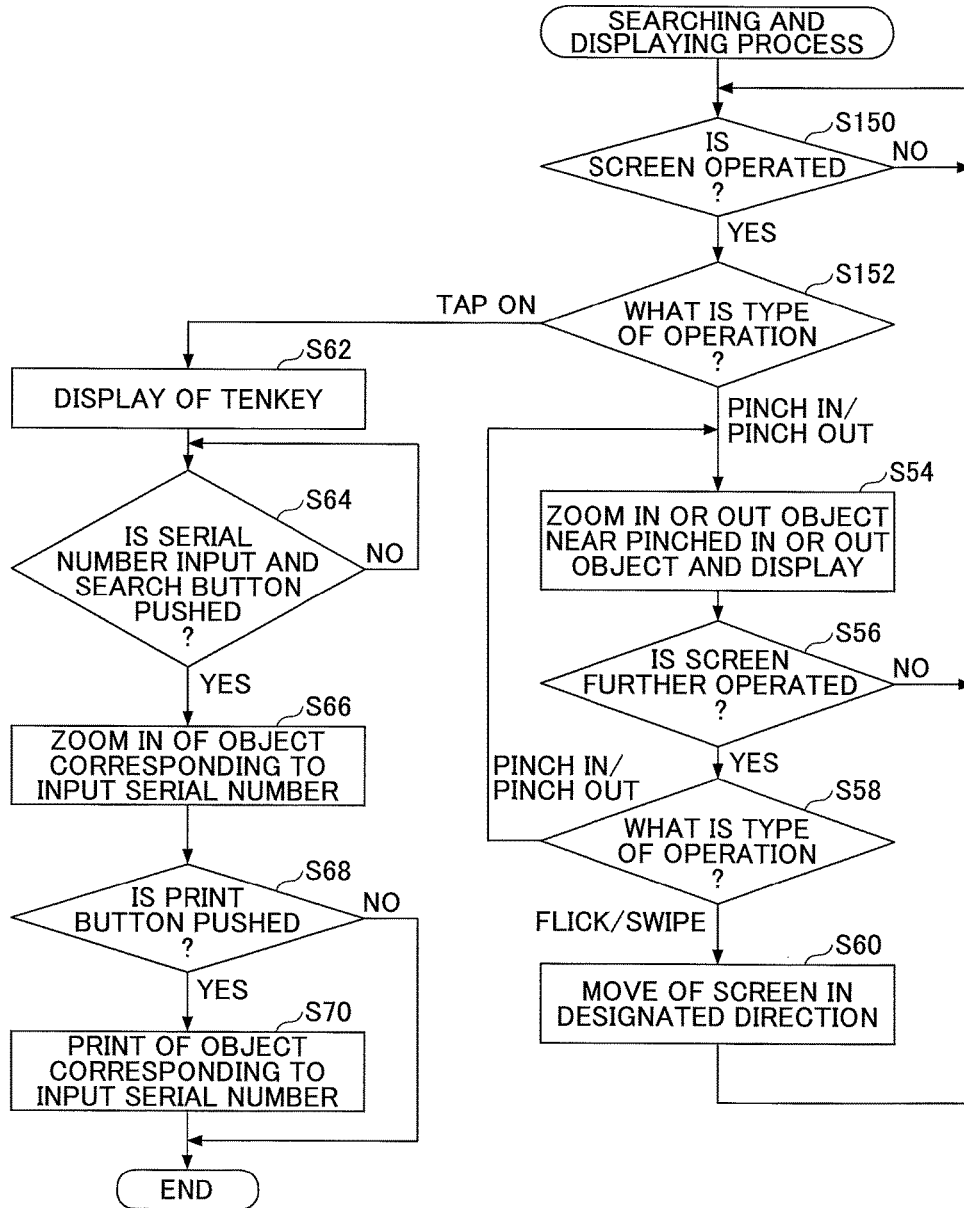 SEARCHING AND
DISPLAYING PROCESS
S150
IS
SCREEN OPERATED
?
NO
YES
S152
WHAT IS TYPE
OF OPERATION
?
TAP ON
PINCH IN/
PINCH OUT
S62
DISPLAY OF TENKEY
S64
IS SERIAL
NUMBER INPUT AND
SEARCH BUTTON
PUSHED
?
NO
YES
S66
ZOOM IN OF OBJECT
CORRESPONDING TO
INPUT SERIAL NUMBER
S68
IS PRINT
BUTTON PUSHED
?
NO
YES
S70
PRINT OF OBJECT
CORRESPONDING TO
INPUT SERIAL NUMBER
END
S54
ZOOM IN OR OUT OBJECT
NEAR PINCHED IN OR OUT
OBJECT AND DISPLAY
S56
IS SCREEN
FURTHER OPERATED
?
NO
YES
PINCH IN/
PINCH OUT
S58
WHAT IS TYPE
OF OPERATION
?
FLICK/SWIPE
S60
MOVE OF SCREEN IN
DESIGNATED DIRECTION